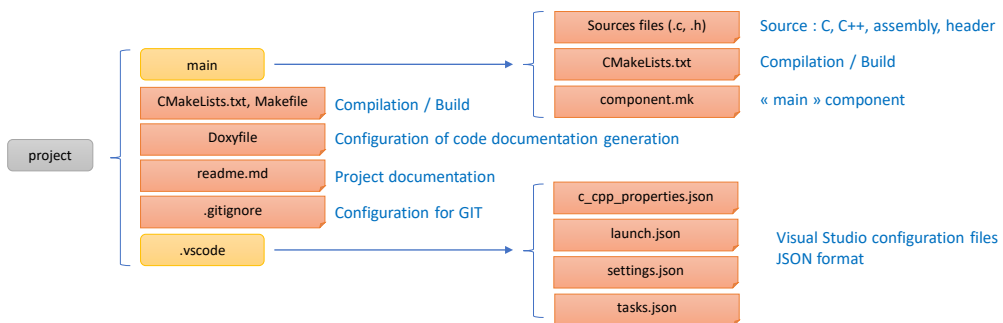 project
main
CMakeLists.txt, Makefile
Compilation / Build
Doxyfile
Configuration of code documentation generation
readme.md
Project documentation
.gitignore
Configuration for GIT
.vscode
Sources files (.c, .h)
Source : C, C++, assembly, header
CMakeLists.txt
Compilation / Build
component.mk
« main » component
c_cpp_properties.json
launch.json
settings.json
tasks.json
Visual Studio configuration files
JSON format